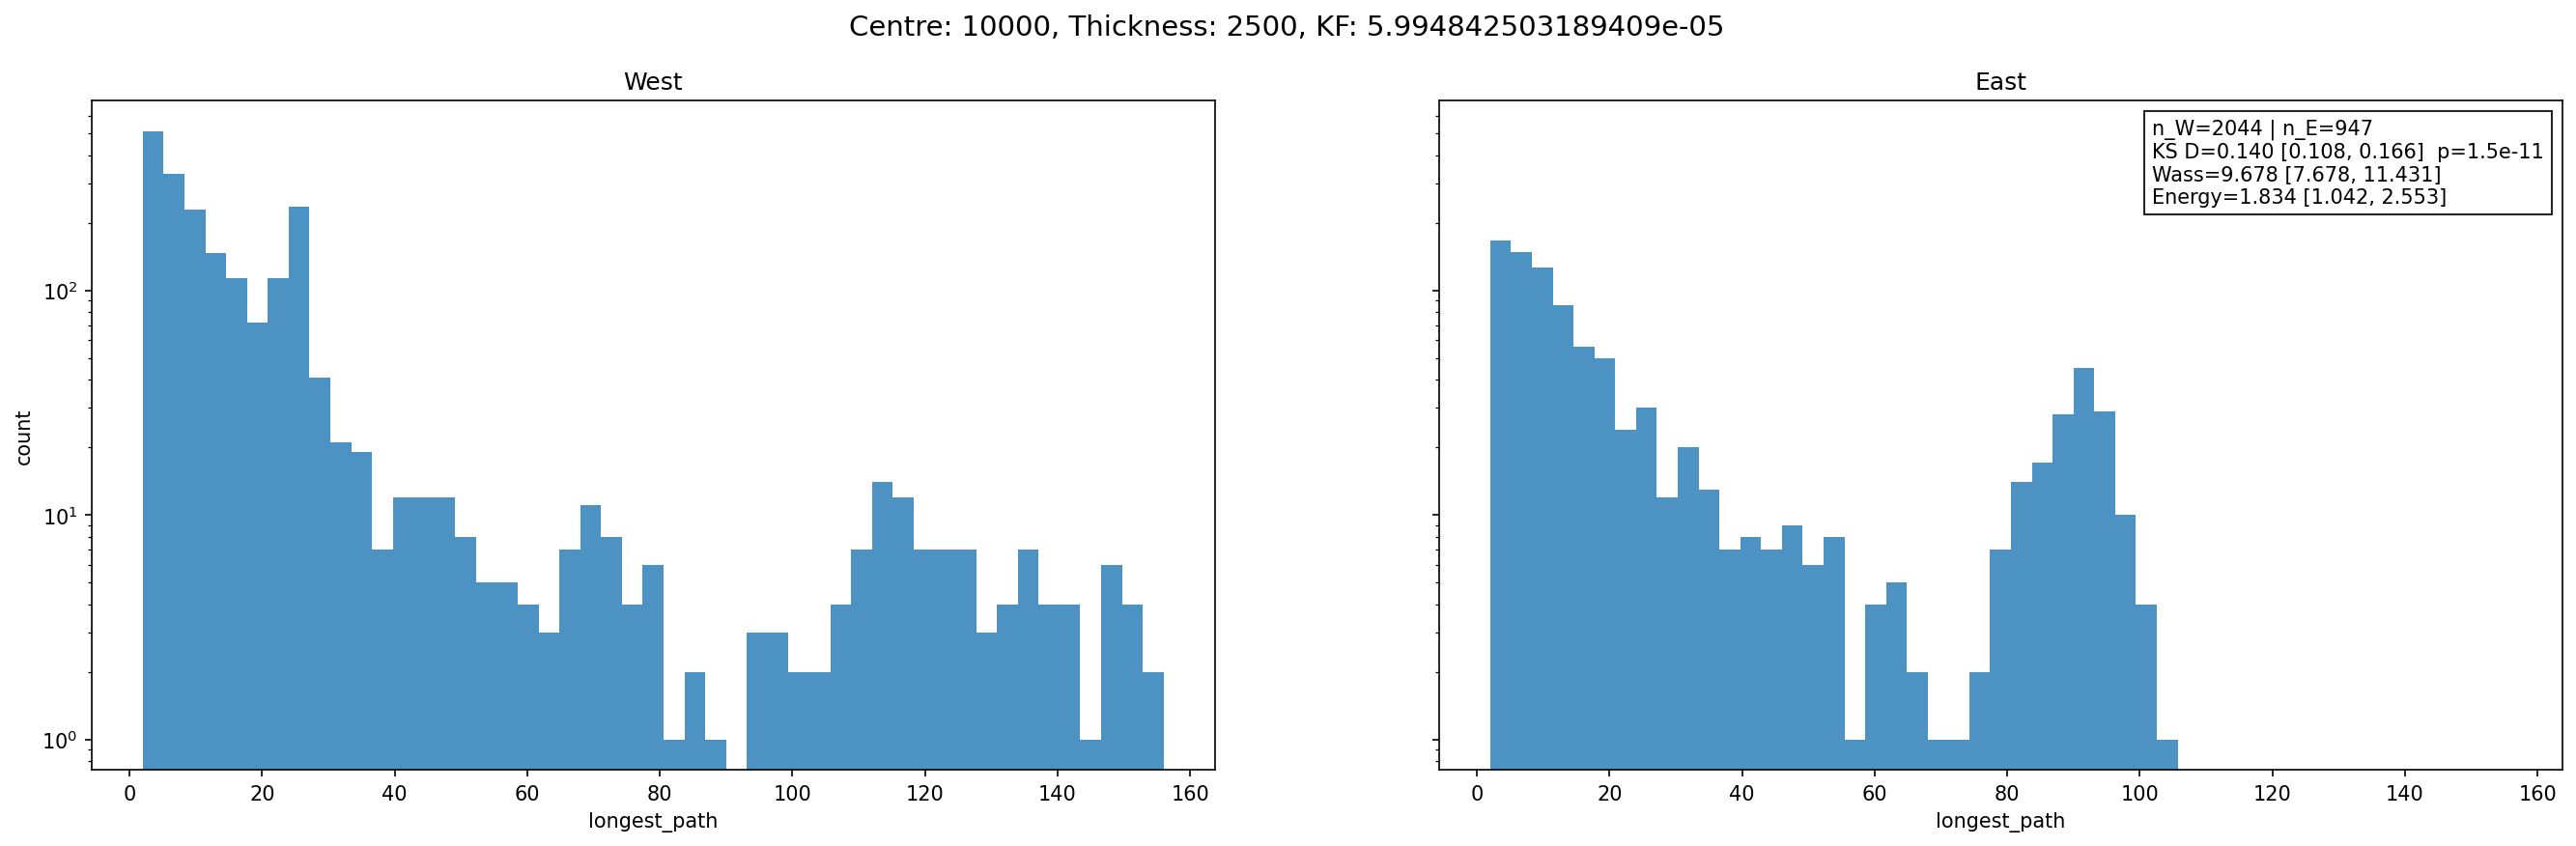 Centre: 10000, Thickness: 2500, KF: 5.994842503189409e-05
West
count
10²
10¹
10⁰
0 20 40 60 80 100 120 140 160
longest_path
East
n_W=2044 | n_E=947
KS D=0.140 [0.108, 0.166]  p=1.5e-11
Wass=9.678 [7.678, 11.431]
Energy=1.834 [1.042, 2.553]
0 20 40 60 80 100 120 140 160
longest_path